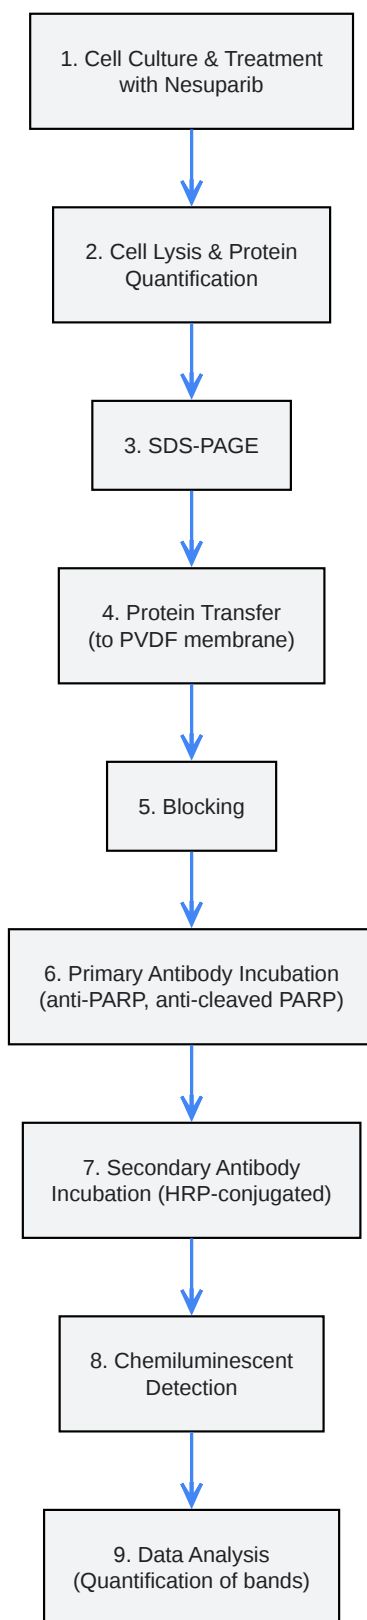 1. Cell Culture & Treatment
with Nesuparib
2. Cell Lysis & Protein
Quantification
3. SDS-PAGE
4. Protein Transfer
(to PVDF membrane)
5. Blocking
6. Primary Antibody Incubation
(anti-PARP, anti-cleaved PARP)
7. Secondary Antibody
Incubation (HRP-conjugated)
8. Chemiluminescent
Detection
9. Data Analysis
(Quantification of bands)